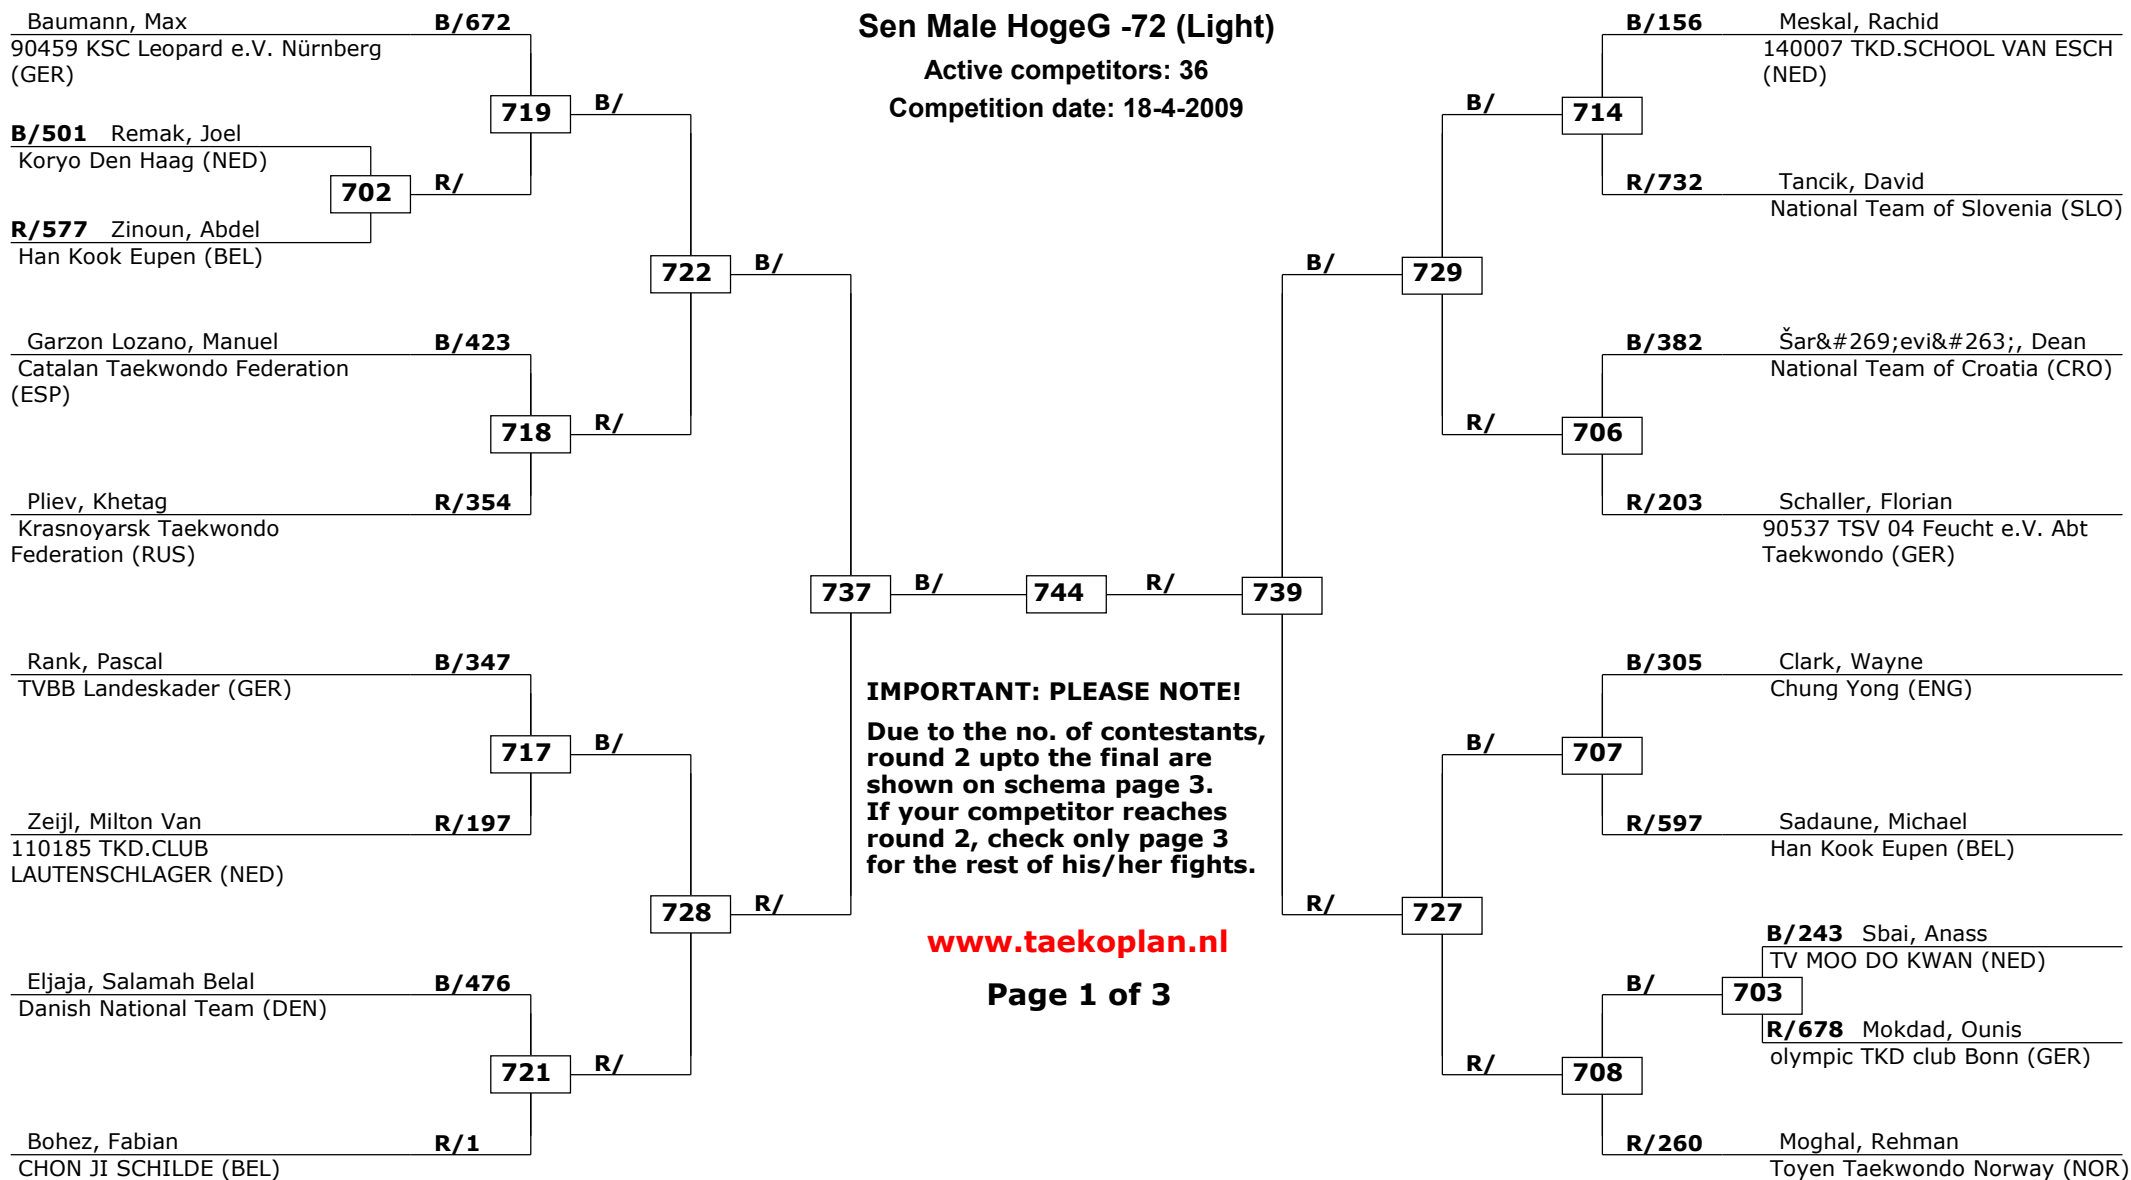 Sen Male HogeG -72 (Light)
Active competitors: 36
Competition date: 18-4-2009
Baumann, Max B/672
90459 KSC Leopard e.V. Nürnberg
(GER)
719 B/
B/501 Remak, Joel
Koryo Den Haag (NED)
702 R/
R/577 Zinoun, Abdel
Han Kook Eupen (BEL)
722 B/
Garzon Lozano, Manuel B/423
Catalan Taekwondo Federation
(ESP)
718 R/
Pliev, Khetag R/354
Krasnoyarsk Taekwondo
Federation (RUS)
737 B/ 744 R/ 739
Rank, Pascal B/347
TVBB Landeskader (GER)
717 B/
Zeijl, Milton Van R/197
110185 TKD.CLUB
LAUTENSCHLAGER (NED)
728 R/
Eljaja, Salamah Belal B/476
Danish National Team (DEN)
721 R/
Bohez, Fabian R/1
CHON JI SCHILDE (BEL)
IMPORTANT: PLEASE NOTE!
Due to the no. of contestants,
round 2 upto the final are
shown on schema page 3.
If your competitor reaches
round 2, check only page 3
for the rest of his/her fights.
www.taekoplan.nl
Page 1 of 3
B/156 Meskal, Rachid
140007 TKD.SCHOOL VAN ESCH
(NED)
B/ 714
R/732 Tancik, David
National Team of Slovenia (SLO)
B/ 729
B/382 Šar&#269;evi&#263;, Dean
National Team of Croatia (CRO)
R/ 706
R/203 Schaller, Florian
90537 TSV 04 Feucht e.V. Abt
Taekwondo (GER)
B/305 Clark, Wayne
Chung Yong (ENG)
B/ 707
R/597 Sadaune, Michael
Han Kook Eupen (BEL)
R/ 727
B/243 Sbai, Anass
TV MOO DO KWAN (NED)
B/ 703
R/678 Mokdad, Ounis
olympic TKD club Bonn (GER)
R/ 708
R/260 Moghal, Rehman
Toyen Taekwondo Norway (NOR)